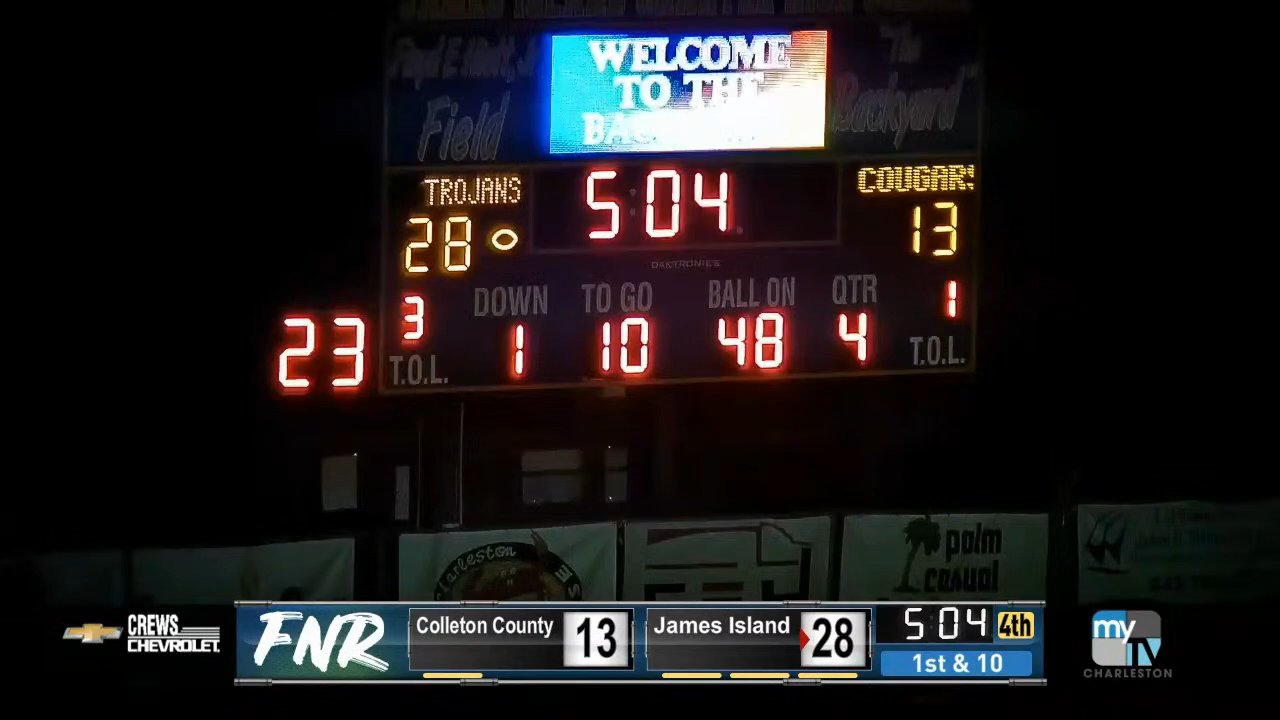 WELCOME
TO THE
Field
Backyard
TROJANS 5:04 COUGARS
28 13
DAKTRONICS
3 DOWN TO GO BALL ON QTR 1
23 1 10 48 4
T.O.L. T.O.L.
Charleston
palm
casual
CREWS
CHEVROLET
FNR
Colleton County 13
James Island 28
5 04 4th
1st & 10
my
TV
CHARLESTON